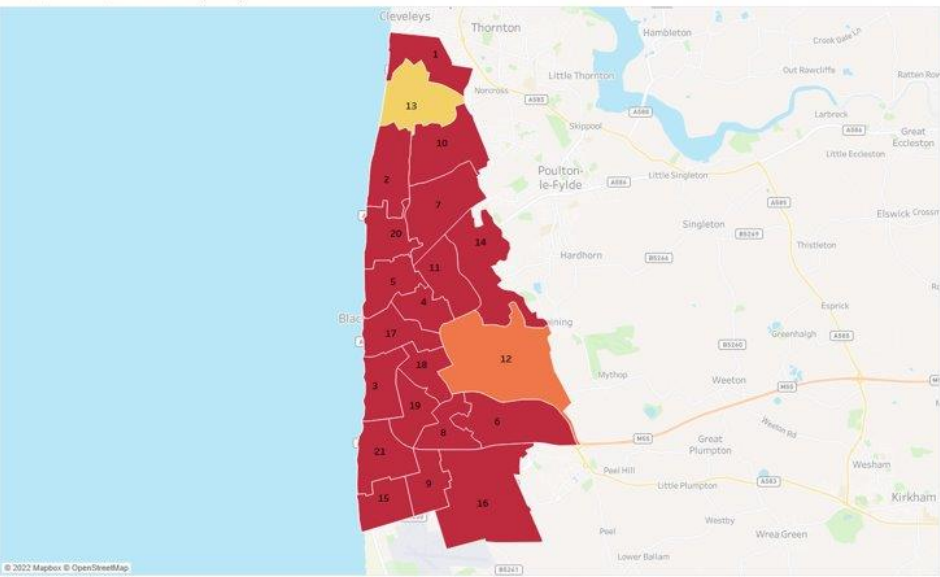 Cleveleys
Thornton
Hambleton
Crook Gate Ln
1
Little Thornton
Out Rawcliffe
Ratten Row
Norcross
A585
13
A588
Larbreck
Skippool
A586
Great
Eccleston
10
Little Eccleston
Poulton-
le-Fylde
2
A586
Little Singleton
7
A585
Elswick
Singleton
20
B5269
14
Thistleton
Hardhorn
B5266
11
5
4
Esprick
Blac
ining
17
Greenhalgh
A585
B5260
12
18
Mythop
Weeton
M55
3
19
6
Weeton Rd
8
M55
Great
Plumpton
21
Wesham
Peel Hill
9
Little Plumpton
A583
15
Kirkham
16
Westby
Peel
Wrea Green
Lower Ballam
© 2022 Mapbox © OpenStreetMap
B5261